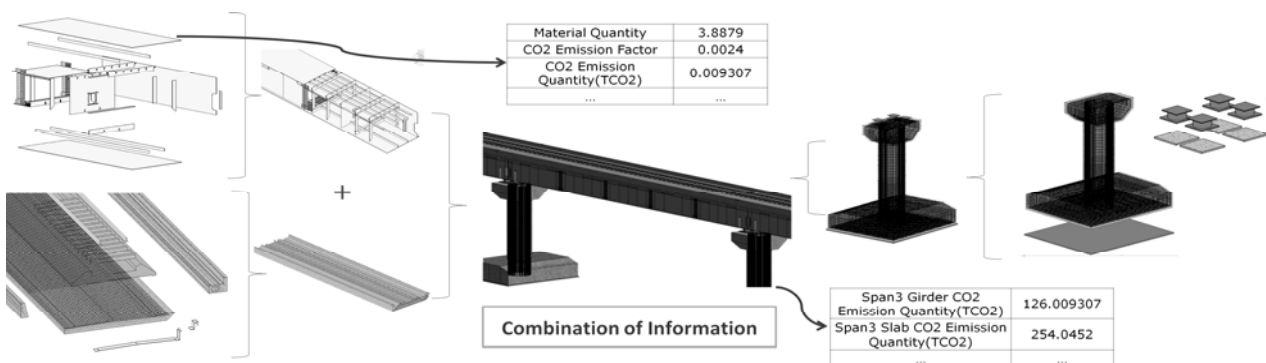 Material Quantity 3.8879
CO2 Emission Factor 0.0024
CO2 Emission
Quantity(TCO2) 0.009307
... ...
+
Combination of Information
Span3 Girder CO2
Emission Quantity(TCO2) 126.009307
Span3 Slab CO2 Eimission
Quantity(TCO2) 254.0452
... ...